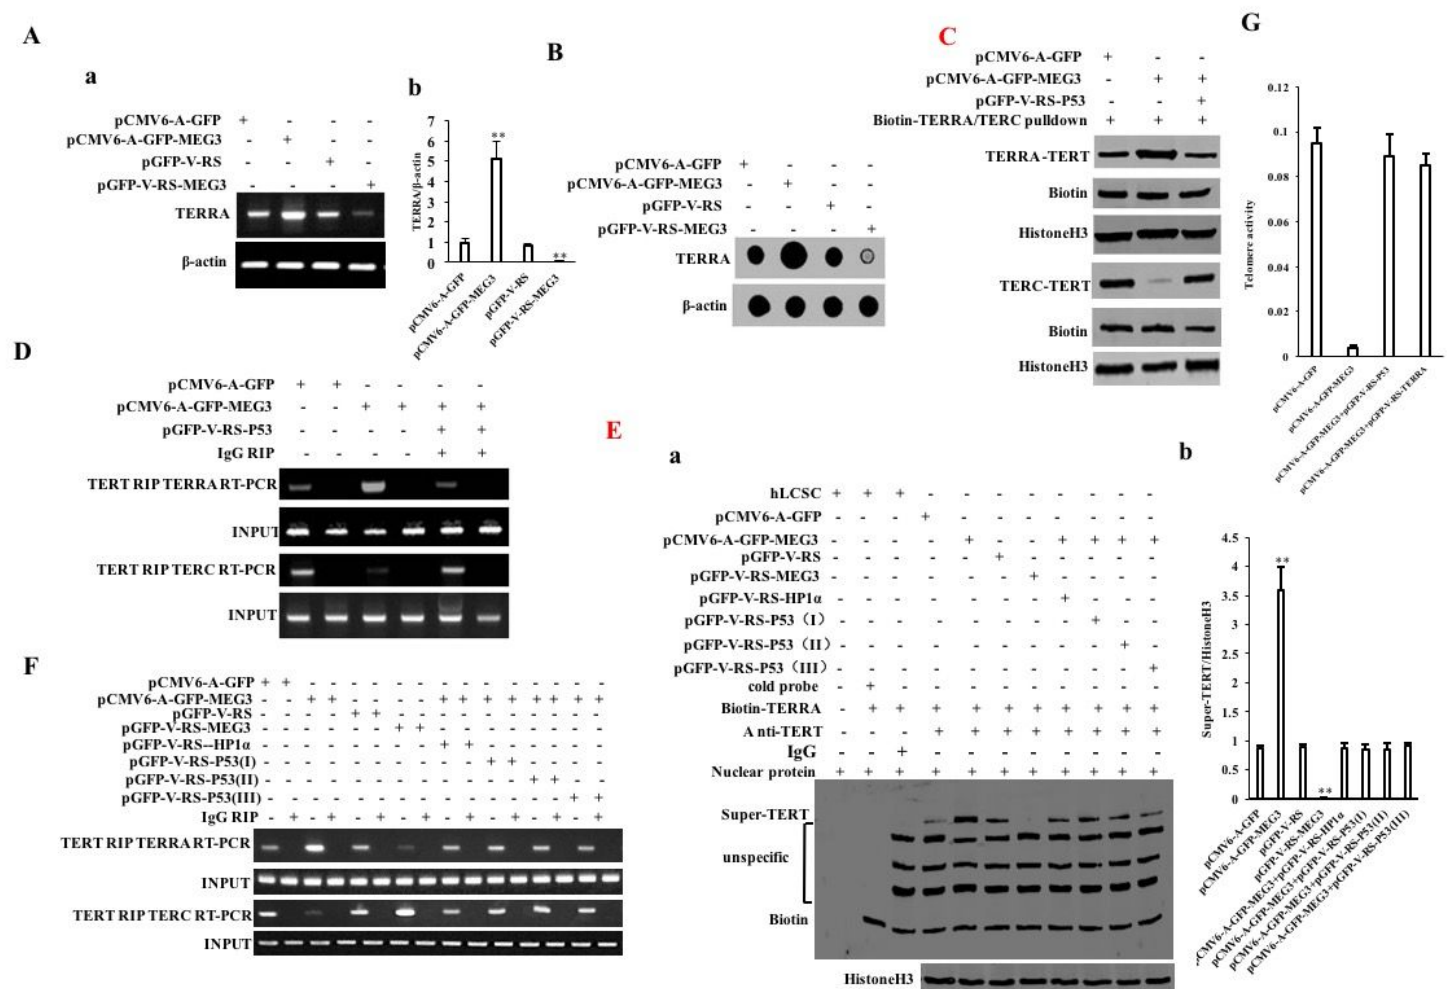 A
a
pCMV6-A-GFP + - - -
pCMV6-A-GFP-MEG3 - + - -
pGFP-V-RS - - + -
pGFP-V-RS-MEG3 - - - +
TERRA
β-actin
b
TERRA/β-actin
7
6
5
4
3
2
1
0
**
**
pCMV6-A-GFP
pCMV6-A-GFP-MEG3
pGFP-V-RS
pGFP-V-RS-MEG3
B
pCMV6-A-GFP + - - -
pCMV6-A-GFP-MEG3 - + - -
pGFP-V-RS - - + -
pGFP-V-RS-MEG3 - - - +
TERRA
β-actin
C
pCMV6-A-GFP + - -
pCMV6-A-GFP-MEG3 - + +
pGFP-V-RS-P53 - - +
Biotin-TERRA/TERC pulldown + + +
TERRA-TERT
Biotin
HistoneH3
TERC-TERT
Biotin
HistoneH3
G
Telomere activity
0.12
0.1
0.08
0.06
0.04
0.02
0
pCMV6-A-GFP
pCMV6-A-GFP-MEG3
pCMV6-A-GFP-MEG3+pGFP-V-RS-P53
pCMV6-A-GFP-MEG3+pGFP-V-RS-TERRA
D
pCMV6-A-GFP + + - - - -
pCMV6-A-GFP-MEG3 - - + + + +
pGFP-V-RS-P53 - - - - + +
IgG RIP - - - - + +
TERT RIP TERRA RT-PCR
INPUT
TERT RIP TERC RT-PCR
INPUT
E
a
hLCSC + + + - - - - - - - -
pCMV6-A-GFP - - - + - - - - - - -
pCMV6-A-GFP-MEG3 - - - - + - - + + + +
pGFP-V-RS - - - - - + - - - - -
pGFP-V-RS-MEG3 - - - - - - + - - - -
pGFP-V-RS-HP1α - - - - - - - + - - -
pGFP-V-RS-P53（I） - - - - - - - - + - -
pGFP-V-RS-P53（II） - - - - - - - - - + -
pGFP-V-RS-P53（III） - - - - - - - - - - +
cold probe - + - - - - - - - - -
Biotin-TERRA - + + + + + + + + + +
Anti-TERT - - - + + + + + + + +
IgG - - + - - - - - - - -
Nuclear protein + + + + + + + + + + +
Super-TERT
unspecific
Biotin
HistoneH3
b
Super-TERT/HistoneH3
4.5
4
3.5
3
2.5
2
1.5
1
0.5
0
**
**
pCMV6-A-GFP
pCMV6-A-GFP-MEG3
pGFP-V-RS
pGFP-V-RS-MEG3
pCMV6-A-GFP-MEG3+pGFP-V-RS-HP1α
pCMV6-A-GFP-MEG3+pGFP-V-RS-P53(I)
pCMV6-A-GFP-MEG3+pGFP-V-RS-P53(II)
pCMV6-A-GFP-MEG3+pGFP-V-RS-P53(III)
F
pCMV6-A-GFP + + - - - - - - - - - - - - - -
pCMV6-A-GFP-MEG3 - - + + - - - - + + + + + + + +
pGFP-V-RS - - - - + + - - - - - - - - - -
pGFP-V-RS-MEG3 - - - - - - + + - - - - - - - -
pGFP-V-RS--HP1α - - - - - - - - + + - - - - - -
pGFP-V-RS-P53(I) - - - - - - - - - - + + - - - -
pGFP-V-RS-P53(II) - - - - - - - - - - - - + + - -
pGFP-V-RS-P53(III) - - - - - - - - - - - - - - + +
IgG RIP - + - + - + - + - + - + - + - +
TERT RIP TERRA RT-PCR
INPUT
TERT RIP TERC RT-PCR
INPUT